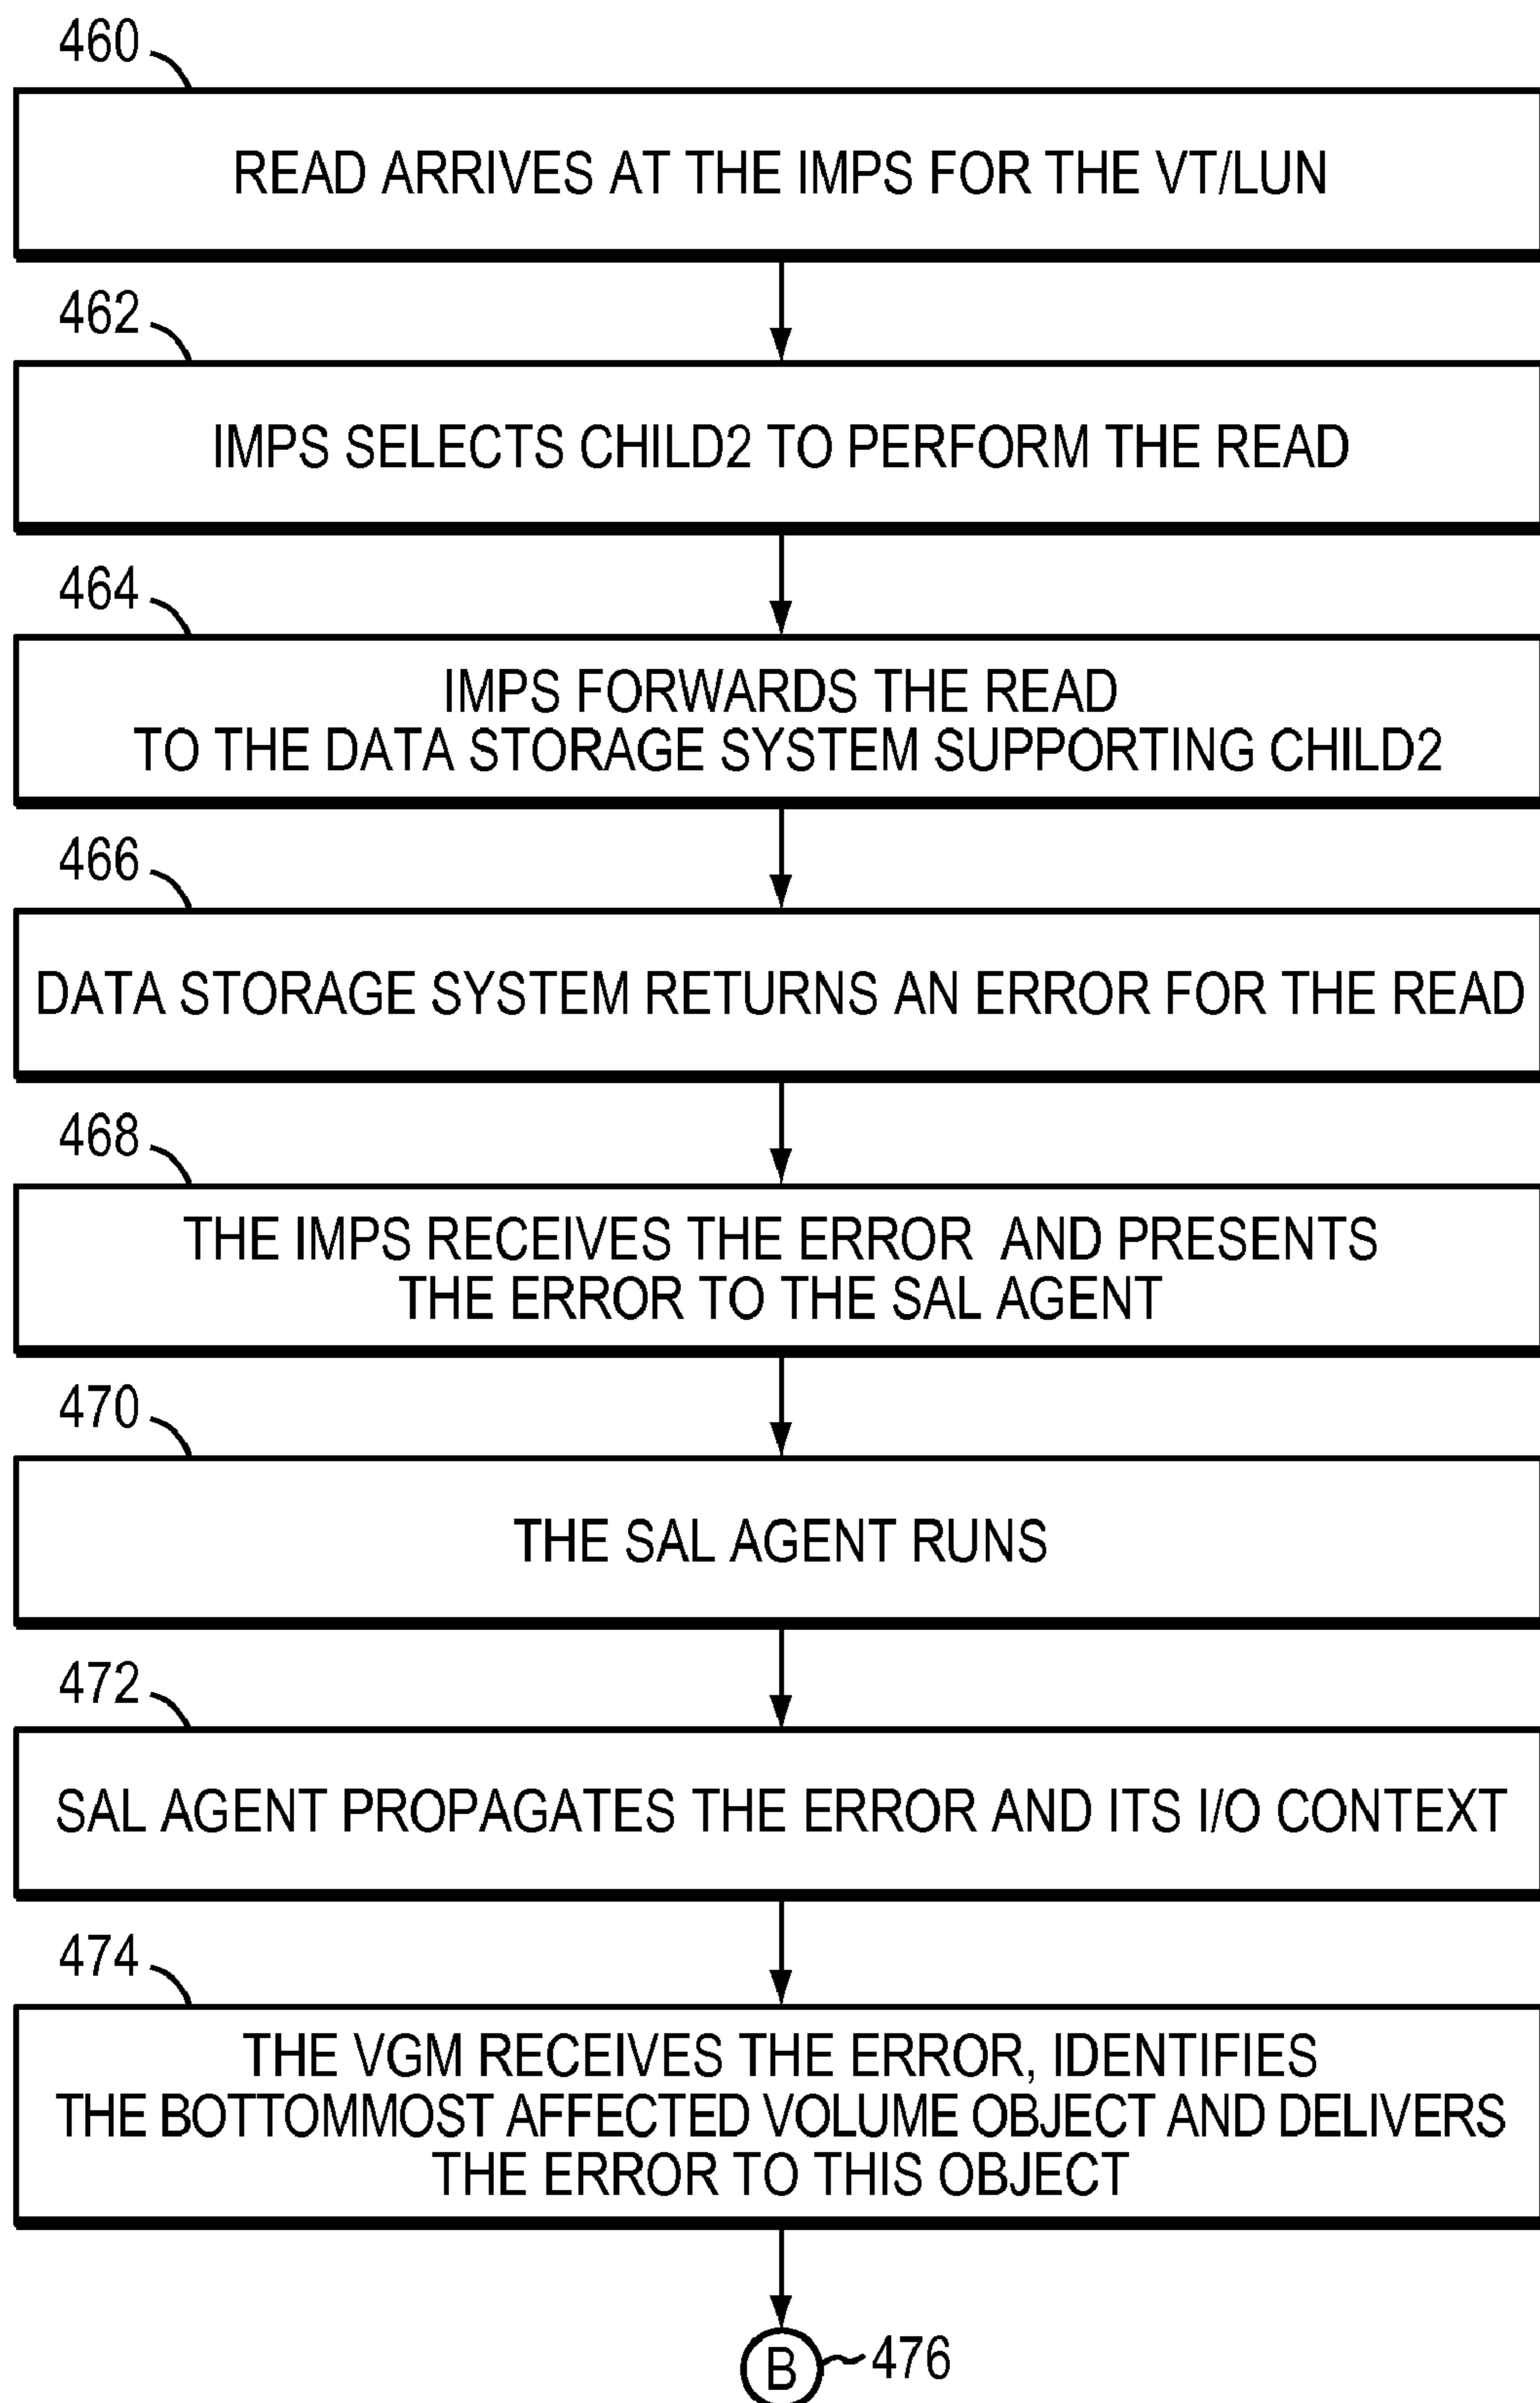 460
READ ARRIVES AT THE IMPS FOR THE VT/LUN
462
IMPS SELECTS CHILD2 TO PERFORM THE READ
464
IMPS FORWARDS THE READ
TO THE DATA STORAGE SYSTEM SUPPORTING CHILD2
466
DATA STORAGE SYSTEM RETURNS AN ERROR FOR THE READ
468
THE IMPS RECEIVES THE ERROR AND PRESENTS
THE ERROR TO THE SAL AGENT
470
THE SAL AGENT RUNS
472
SAL AGENT PROPAGATES THE ERROR AND ITS I/O CONTEXT
474
THE VGM RECEIVES THE ERROR, IDENTIFIES
THE BOTTOMMOST AFFECTED VOLUME OBJECT AND DELIVERS
THE ERROR TO THIS OBJECT
B 476